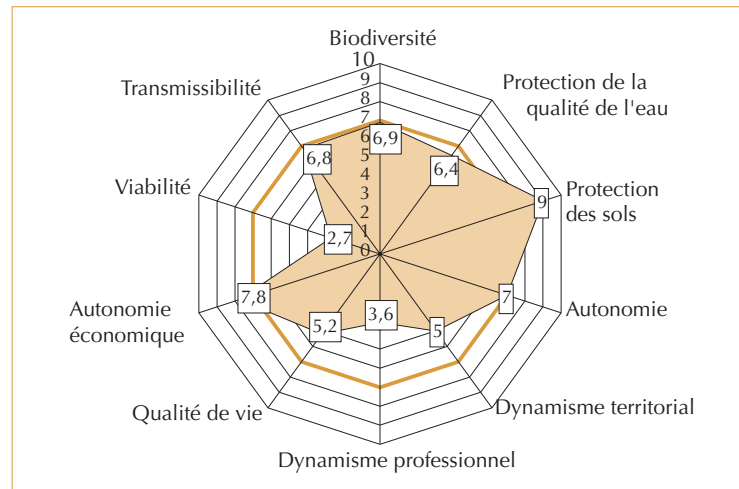 Biodiversité
10
9
8
7
6
5
4
3
2
1
0
Protection de la
qualité de l'eau
Protection
des sols
Autonomie
Dynamisme territorial
Dynamisme professionnel
Qualité de vie
Autonomie
économique
Viabilité
Transmissibilité
6,9
6,4
9
7
5
3,6
5,2
7,8
2,7
6,8